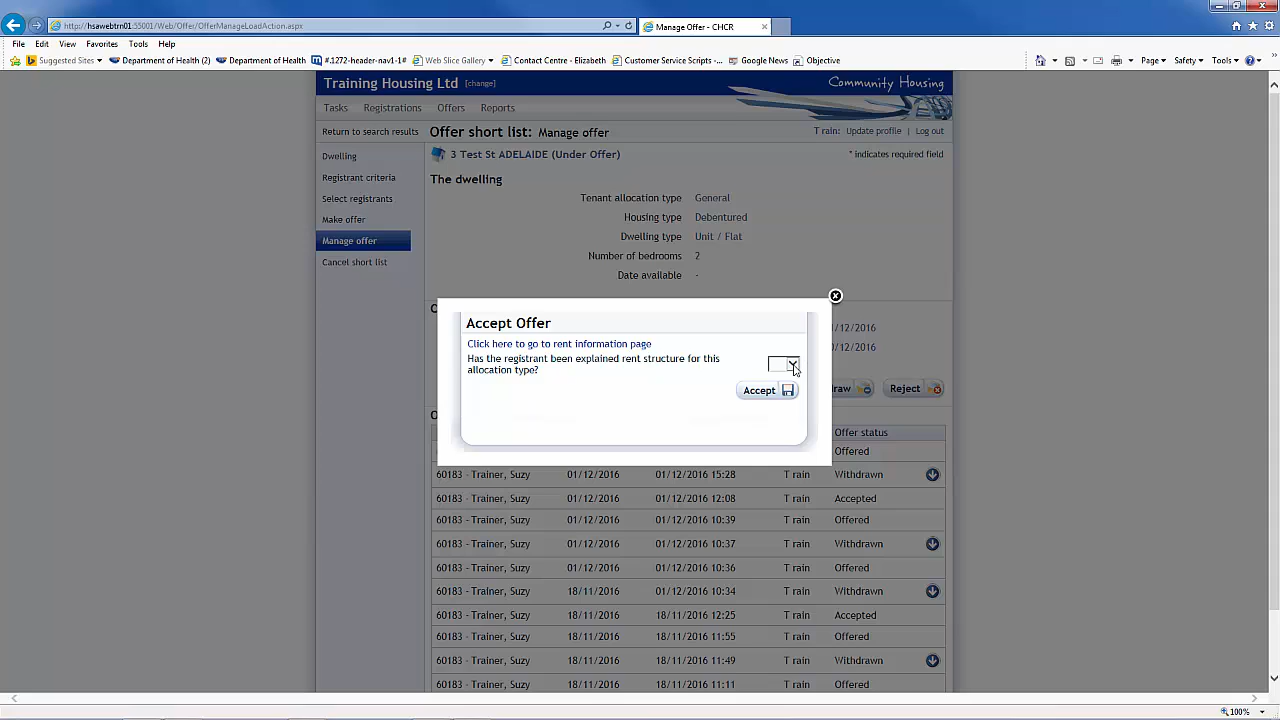 http://hsawebtrn01:55001/Web/Offer/OfferManageLoadAction.aspx
Manage Offer - CHCR
File Edit View Favorites Tools Help
Suggested Sites Department of Health (2) Department of Health #.1272-header-nav1-1# Web Slice Gallery Contact Centre - Elizabeth Customer Service Scripts -... Google News Objective Page Safety Tools
Training Housing Ltd [change] Community Housing
Tasks Registrations Offers Reports
Return to search results Offer short list: Manage offer T rain: Update profile | Log out
Dwelling 3 Test St ADELAIDE (Under Offer) * indicates required field
Registrant criteria The dwelling
Select registrants Tenant allocation type General
Make offer Housing type Debentured
Manage offer Dwelling type Unit / Flat
Cancel short list Number of bedrooms 2
Date available -
Accept Offer
Click here to go to rent information page
Has the registrant been explained rent structure for this
allocation type?
Accept
/12/2016
/12/2016
raw Reject
Offer status
Offered
60183 - Trainer, Suzy 01/12/2016 01/12/2016 15:28 T rain Withdrawn
60183 - Trainer, Suzy 01/12/2016 01/12/2016 12:08 T rain Accepted
60183 - Trainer, Suzy 01/12/2016 01/12/2016 10:39 T rain Offered
60183 - Trainer, Suzy 01/12/2016 01/12/2016 10:37 T rain Withdrawn
60183 - Trainer, Suzy 01/12/2016 01/12/2016 10:36 T rain Offered
60183 - Trainer, Suzy 18/11/2016 01/12/2016 10:34 T rain Withdrawn
60183 - Trainer, Suzy 18/11/2016 18/11/2016 12:25 T rain Accepted
60183 - Trainer, Suzy 18/11/2016 18/11/2016 11:55 T rain Offered
60183 - Trainer, Suzy 18/11/2016 18/11/2016 11:49 T rain Withdrawn
60183 - Trainer, Suzy 18/11/2016 18/11/2016 11:11 T rain Offered
100%